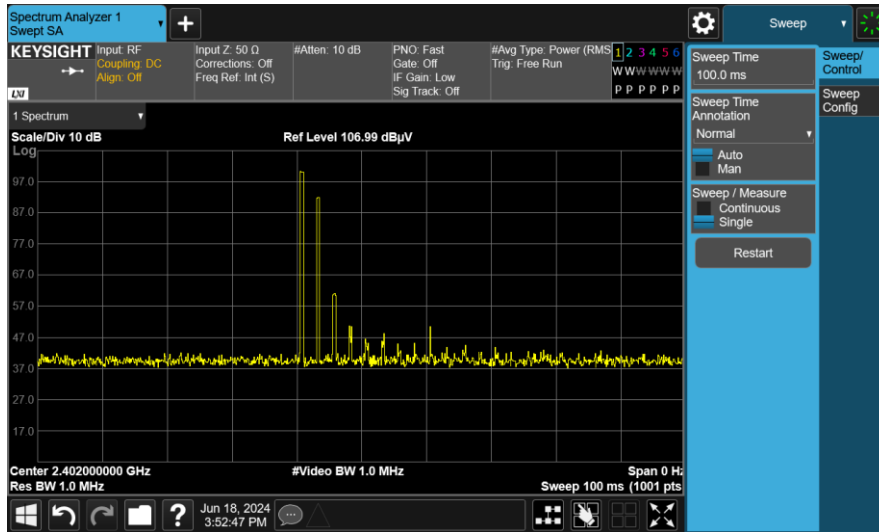 Spectrum Analyzer 1
Swept SA
Sweep
KEYSIGHT
Input: RF
Coupling: DC
Align: Off
Input Z: 50 Ω
Corrections: Off
Freq Ref: Int (S)
#Atten: 10 dB
PNO: Fast
Gate: Off
IF Gain: Low
Sig Track: Off
#Avg Type: Power (RMS
Trig: Free Run
1 2 3 4 5 6
W W W W W W
P P P P P P
LXI
1 Spectrum
Scale/Div 10 dB
Ref Level 106.99 dBµV
Log
97.0
87.0
77.0
67.0
57.0
47.0
37.0
27.0
17.0
Center 2.402000000 GHz
#Video BW 1.0 MHz
Span 0 Hz
Res BW 1.0 MHz
Sweep 100 ms (1001 pts
Sweep Time
100.0 ms
Sweep Time
Annotation
Normal
Auto
Man
Sweep / Measure
Continuous
Single
Restart
Sweep/
Control
Sweep
Config
?
Jun 18, 2024
3:52:47 PM